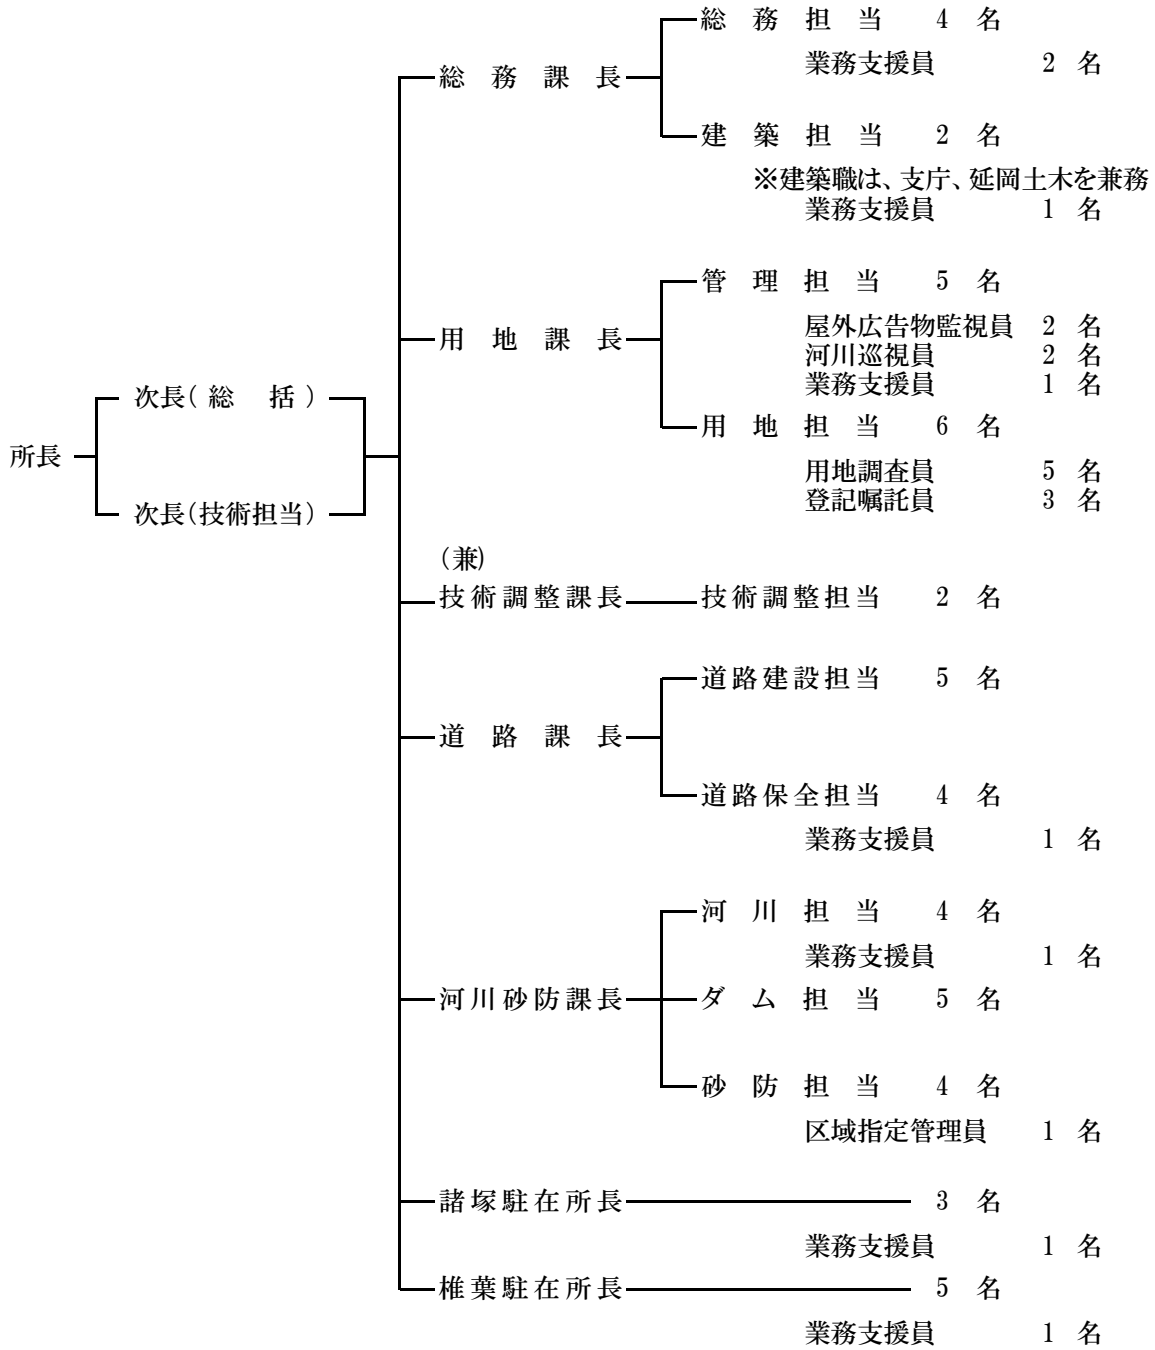 所長
次長(総括)
次長(技術担当)
総務課長
総務担当 4名
業務支援員 2名
建築担当 2名
※建築職は、支庁、延岡土木を兼務
業務支援員 1名
用地課長
管理担当 5名
屋外広告物監視員 2名
河川巡視員 2名
業務支援員 1名
用地担当 6名
用地調査員 5名
登記嘱託員 3名
(兼)
技術調整課長 技術調整担当 2名
道路課長
道路建設担当 5名
道路保全担当 4名
業務支援員 1名
河川砂防課長
河川担当 4名
業務支援員 1名
ダム担当 5名
砂防担当 4名
区域指定管理員 1名
諸塚駐在所長 3名
業務支援員 1名
椎葉駐在所長 5名
業務支援員 1名